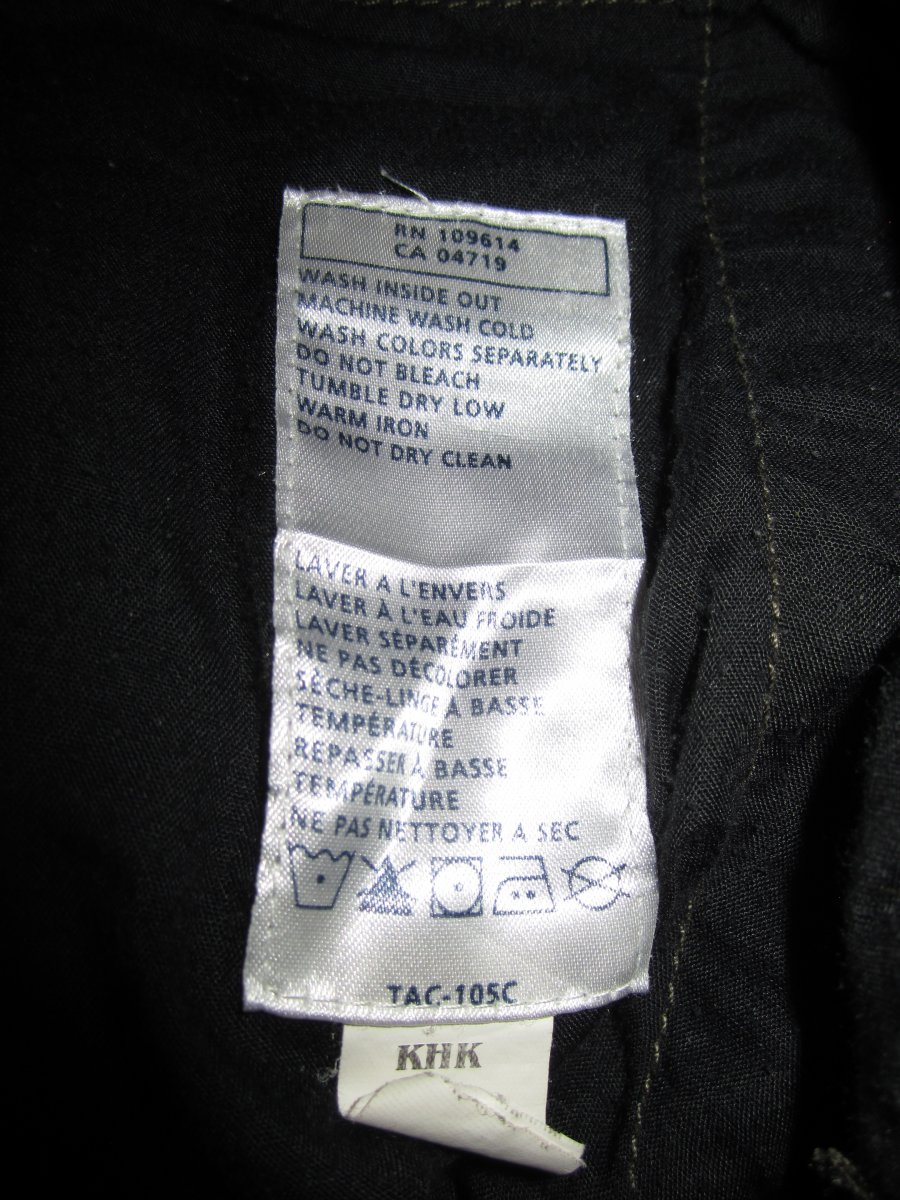 RN 109614
CA 04719
WASH INSIDE OUT
MACHINE WASH COLD
WASH COLORS SEPARATELY
DO NOT BLEACH
TUMBLE DRY LOW
WARM IRON
DO NOT DRY CLEAN
LAVER A L'ENVERS
LAVER À L'EAU FROIDE
LAVER SÉPARÉMENT
NE PAS DÉCOLORER
SÈCHE-LINGE À BASSE
TEMPÉRATURE
REPASSER À BASSE
TEMPÉRATURE
NE PAS NETTOYER A SEC
TAC-105C
KHK